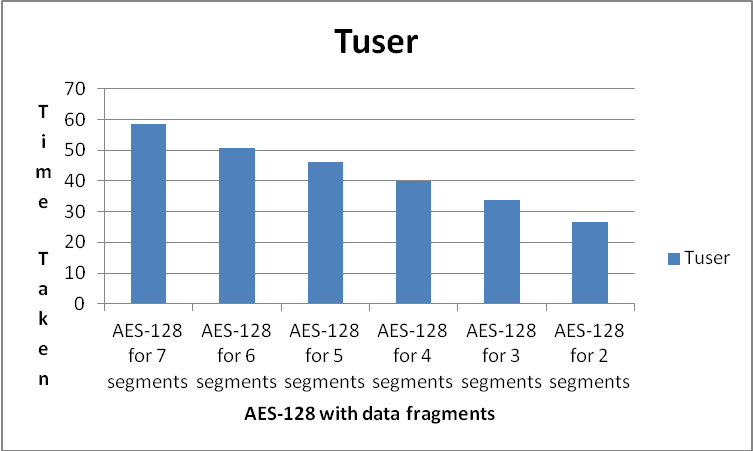 Tuser
Time Taken
70
60
50
40
30
20
10
0
AES-128 for 7 segments
AES-128 for 6 segments
AES-128 for 5 segments
AES-128 for 4 segments
AES-128 for 3 segments
AES-128 for 2 segments
AES-128 with data fragments
Tuser